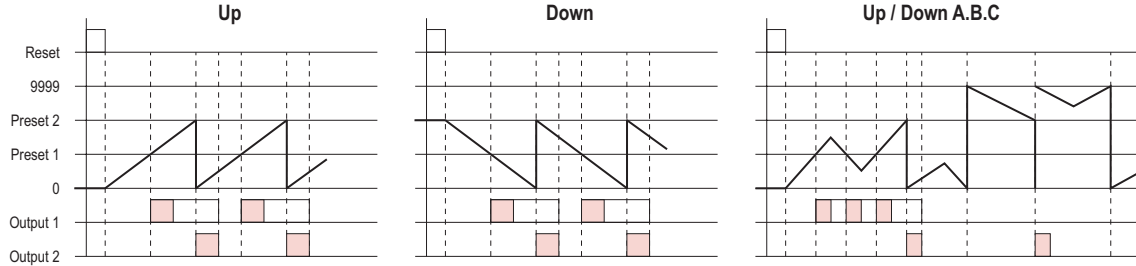 Up
Down
Up / Down A.B.C
Reset
9999
Preset 2
Preset 1
0
Output 1
Output 2